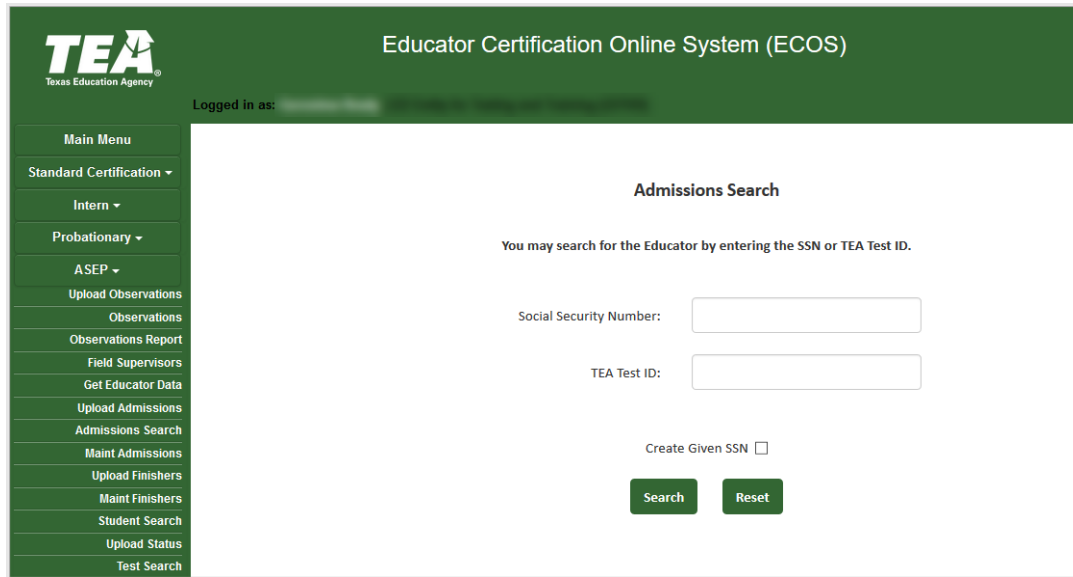 TEA
Texas Education Agency
Educator Certification Online System (ECOS)
Logged in as:
Main Menu
Standard Certification
Intern
Probationary
ASEP
Upload Observations
Observations
Observations Report
Field Supervisors
Get Educator Data
Upload Admissions
Admissions Search
Maint Admissions
Upload Finishers
Maint Finishers
Student Search
Upload Status
Test Search
Admissions Search
You may search for the Educator by entering the SSN or TEA Test ID.
Social Security Number:
TEA Test ID:
Create Given SSN
Search Reset